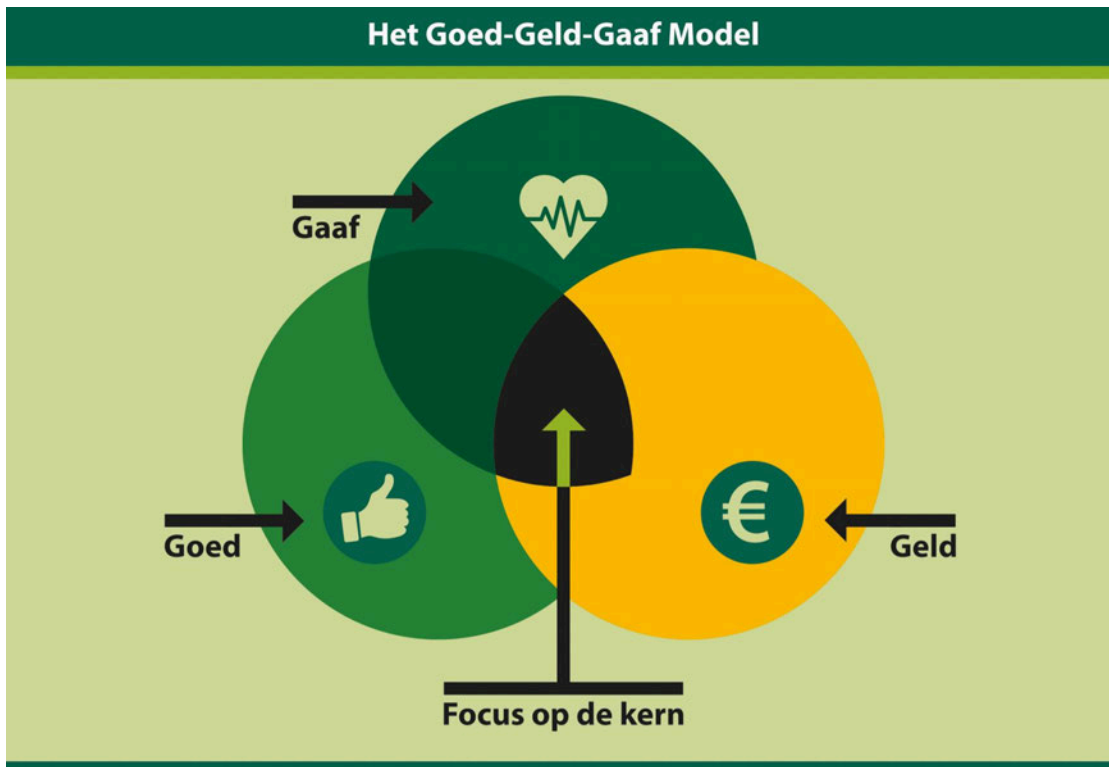 Het Goed-Geld-Gaaf Model
Gaaf
Goed
€
Geld
Focus op de kern